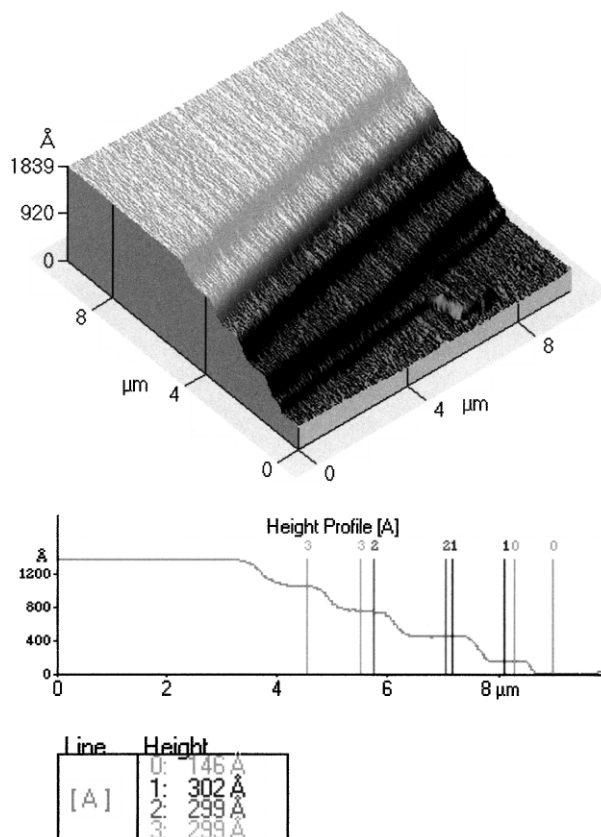 Å
1839
920
0
8
µm
4
0
0
4
µm
8
Height Profile [A]
Å
1200
800
400
0
3 3 2 2 1 1 0 0
0 2 4 6 8 µm
Line Height
[A]
0: 146 Å
1: 302 Å
2: 299 Å
3: 299 Å